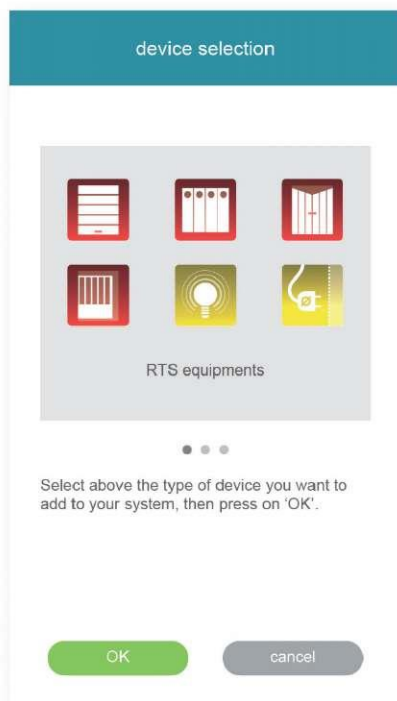 device selection
RTS equipments
Select above the type of device you want to
add to your system, then press on ‘OK’.
OK
cancel